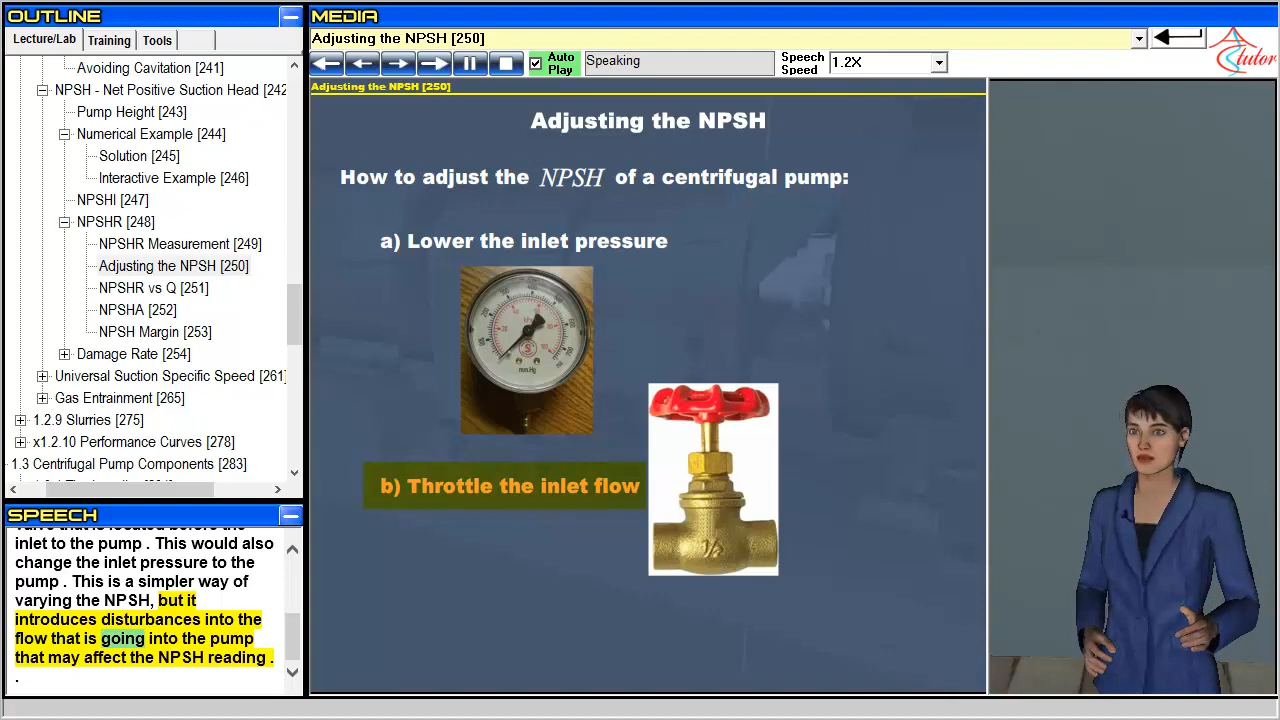 OUTLINE
Lecture/Lab
Training
Tools
Avoiding Cavitation [241]
NPSH - Net Positive Suction Head [242
Pump Height [243]
Numerical Example [244]
Solution [245]
Interactive Example [246]
NPSHI [247]
NPSHR [248]
NPSHR Measurement [249]
Adjusting the NPSH [250]
NPSHR vs Q [251]
NPSHA [252]
NPSH Margin [253]
Damage Rate [254]
Universal Suction Specific Speed [261]
Gas Entrainment [265]
1.2.9 Slurries [275]
x1.2.10 Performance Curves [278]
1.3 Centrifugal Pump Components [283]
SPEECH
inlet to the pump . This would also
change the inlet pressure to the
pump . This is a simpler way of
varying the NPSH, but it
introduces disturbances into the
flow that is going into the pump
that may affect the NPSH reading .
.
MEDIA
Adjusting the NPSH [250]
Auto
Play
Speaking
Speech
Speed
1.2X
tutor
Adjusting the NPSH [250]
Adjusting the NPSH
How to adjust the NPSH of a centrifugal pump:
a) Lower the inlet pressure
mm.Hg
b) Throttle the inlet flow
1/2